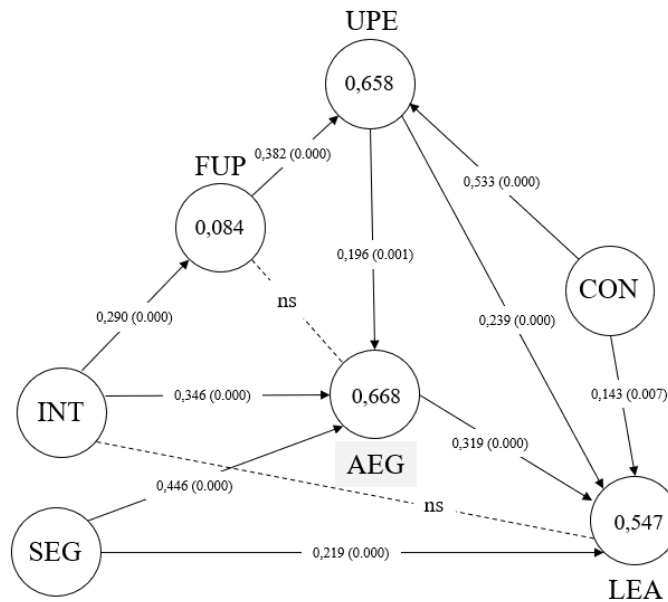 UPE
0,658
0,382 (0.000)
FUP
0,533 (0.000)
0,084
0,196 (0.001)
CON
ns
0,239 (0.000)
0,290 (0.000)
INT
0,346 (0.000)
0,668
0,143 (0.007)
0,319 (0.000)
AEG
0,446 (0.000)
ns
0,547
SEG
0,219 (0.000)
LEA